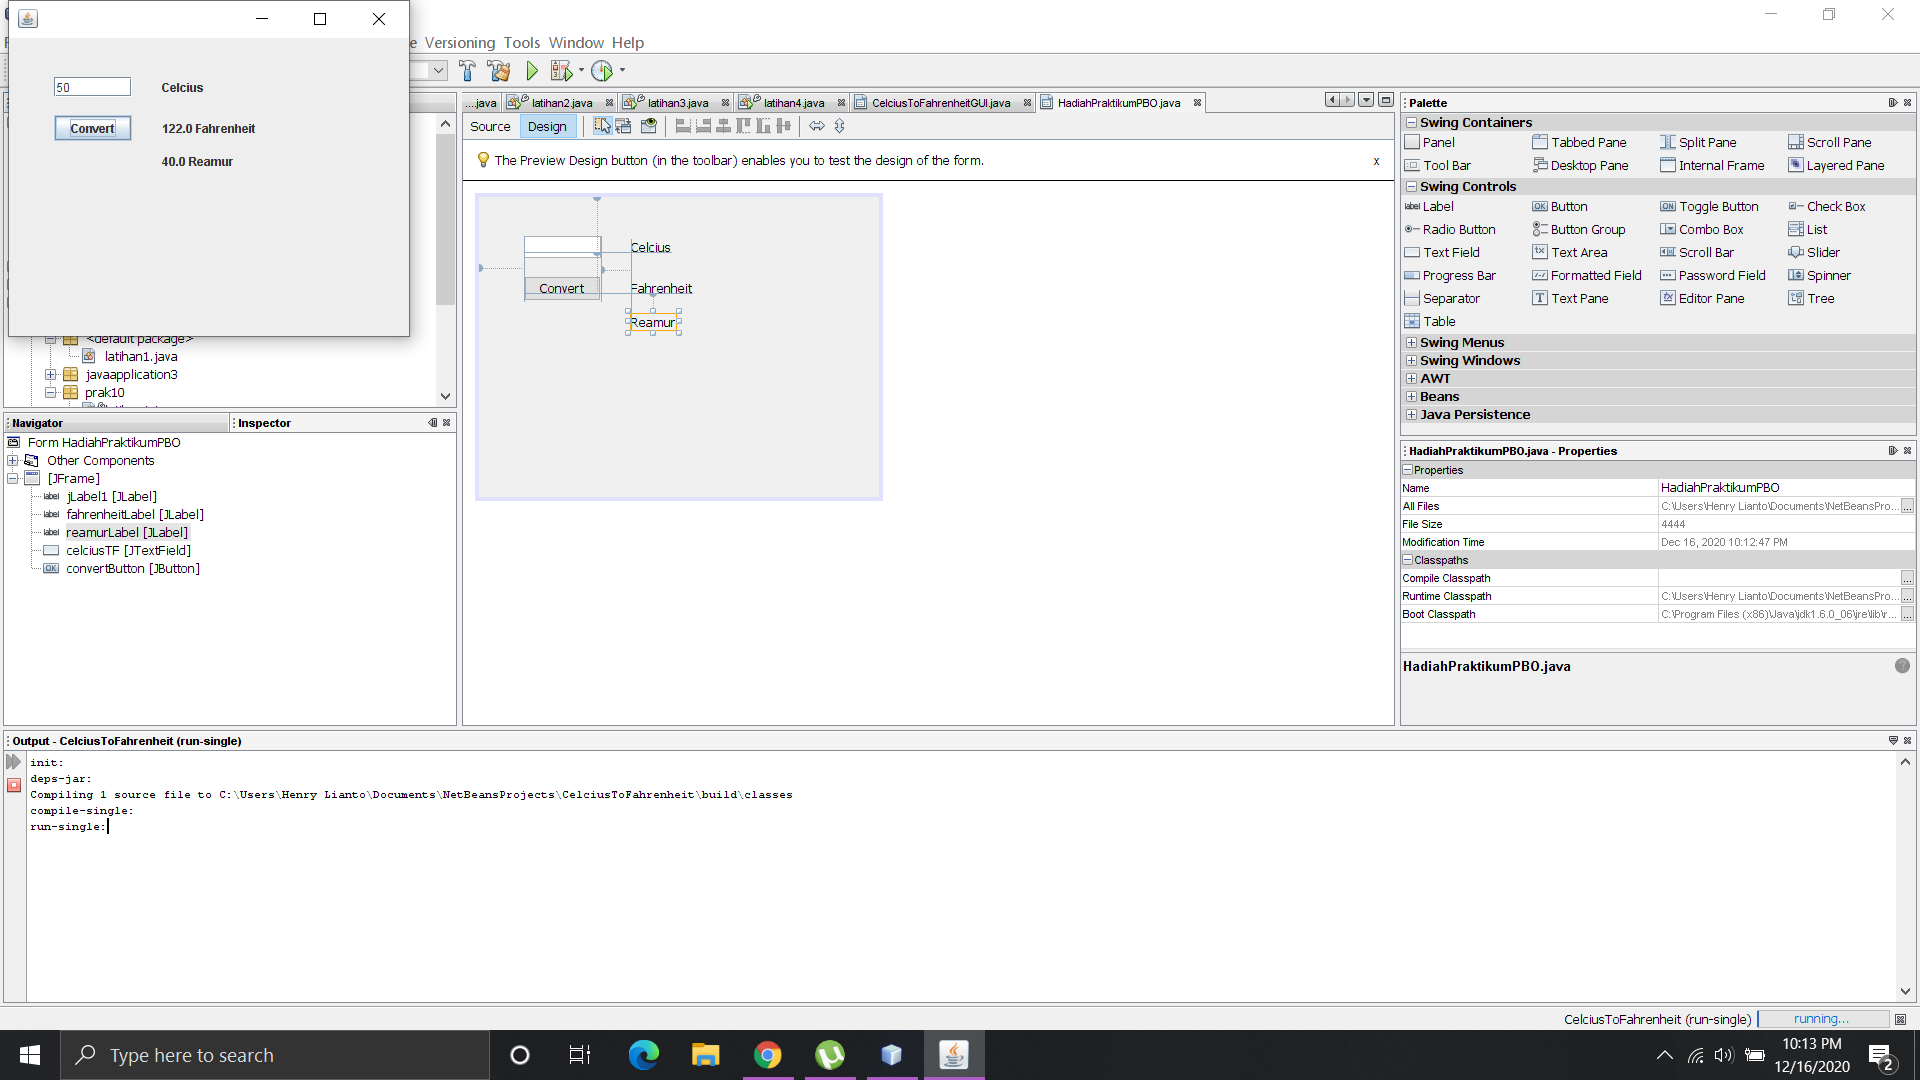 50
Celcius
Convert
122.0 Fahrenheit
40.0 Reamur
Versioning Tools Window Help
....java
latihan2.java
latihan3.java
latihan4.java
CelciusToFahrenheitGUI.java
HadiahPraktikumPBO.java
Source Design
The Preview Design button (in the toolbar) enables you to test the design of the form.
x
Celcius
Convert
Fahrenheit
Reamur
<default package>
latihan1.java
javaapplication3
prak10
Navigator
Inspector
Form HadiahPraktikumPBO
Other Components
[JFrame]
jLabel1 [JLabel]
fahrenheitLabel [JLabel]
reamurLabel [JLabel]
celciusTF [JTextField]
convertButton [JButton]
Palette
Swing Containers
Panel Tabbed Pane Split Pane Scroll Pane
Tool Bar Desktop Pane Internal Frame Layered Pane
Swing Controls
label Label OK Button ON Toggle Button Check Box
Radio Button Button Group Combo Box List
Text Field Text Area Scroll Bar Slider
Progress Bar Formatted Field Password Field Spinner
Separator Text Pane Editor Pane Tree
Table
Swing Menus
Swing Windows
AWT
Beans
Java Persistence
HadiahPraktikumPBO.java - Properties
Properties
Name HadiahPraktikumPBO
All Files C:\Users\Henry Lianto\Documents\NetBeansPro... ...
File Size 4444
Modification Time Dec 16, 2020 10:12:47 PM
Classpaths
Compile Classpath ...
Runtime Classpath C:\Users\Henry Lianto\Documents\NetBeansPro... ...
Boot Classpath C:\Program Files (x86)\Java\jdk1.6.0_06\jre\lib\r... ...
HadiahPraktikumPBO.java
Output - CelciusToFahrenheit (run-single)
init:
deps-jar:
Compiling 1 source file to C:\Users\Henry Lianto\Documents\NetBeansProjects\CelciusToFahrenheit\build\classes
compile-single:
run-single:
CelciusToFahrenheit (run-single) running...
Type here to search
10:13 PM
12/16/2020
2